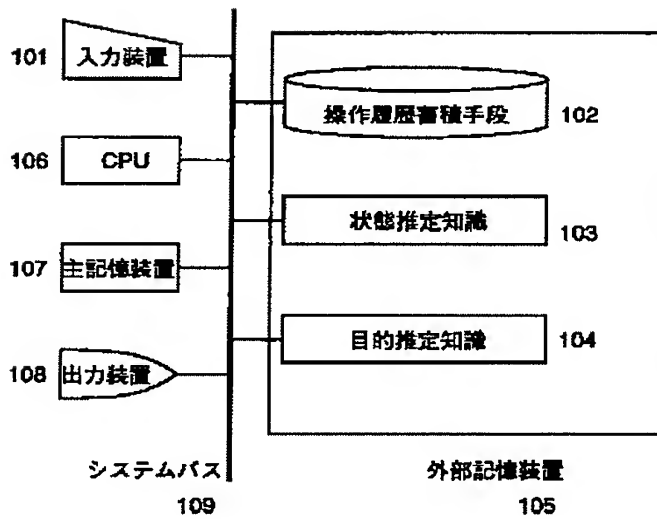 101 入力装置
操作履歴蓄積手段 102
106 CPU
状態推定知識 103
107 主記憶装置
目的推定知識 104
108 出力装置
システムバス 外部記憶装置
109 105